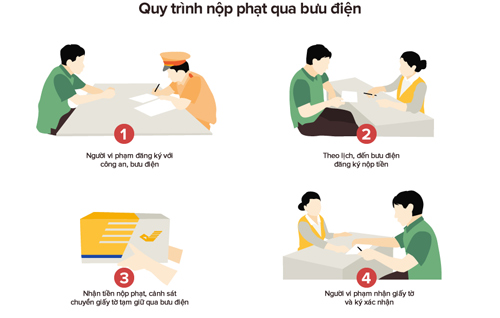 Quy trình nộp phạt qua bưu điện
1
Người vi phạm đăng ký với
công an, bưu điện
2
Theo lịch, đến bưu điện
đăng ký nộp tiền
3
Nhận tiền nộp phạt, cảnh sát
chuyển giấy tờ tạm giữ qua bưu điện
4
Người vi phạm nhận giấy tờ
và ký xác nhận